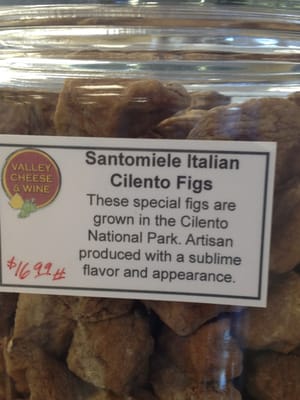 VALLEY
CHEESE
& WINE
Santomiele Italian
Cilento Figs
These special figs are
grown in the Cilento
National Park. Artisan
produced with a sublime
flavor and appearance.
$16.99#